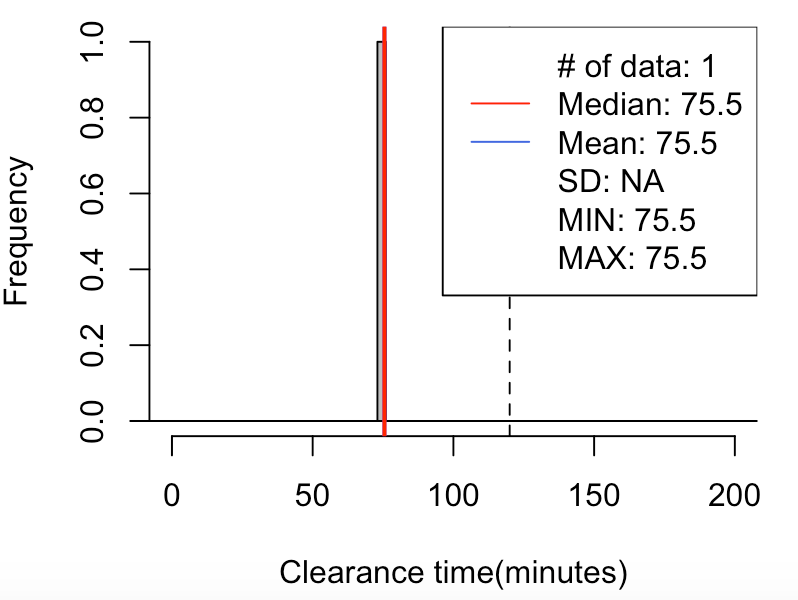 # of data: 1
Median: 75.5
Mean: 75.5
SD: NA
MIN: 75.5
MAX: 75.5
Frequency
1.0
0.8
0.6
0.4
0.2
0.0
0 50 100 150 200
Clearance time(minutes)